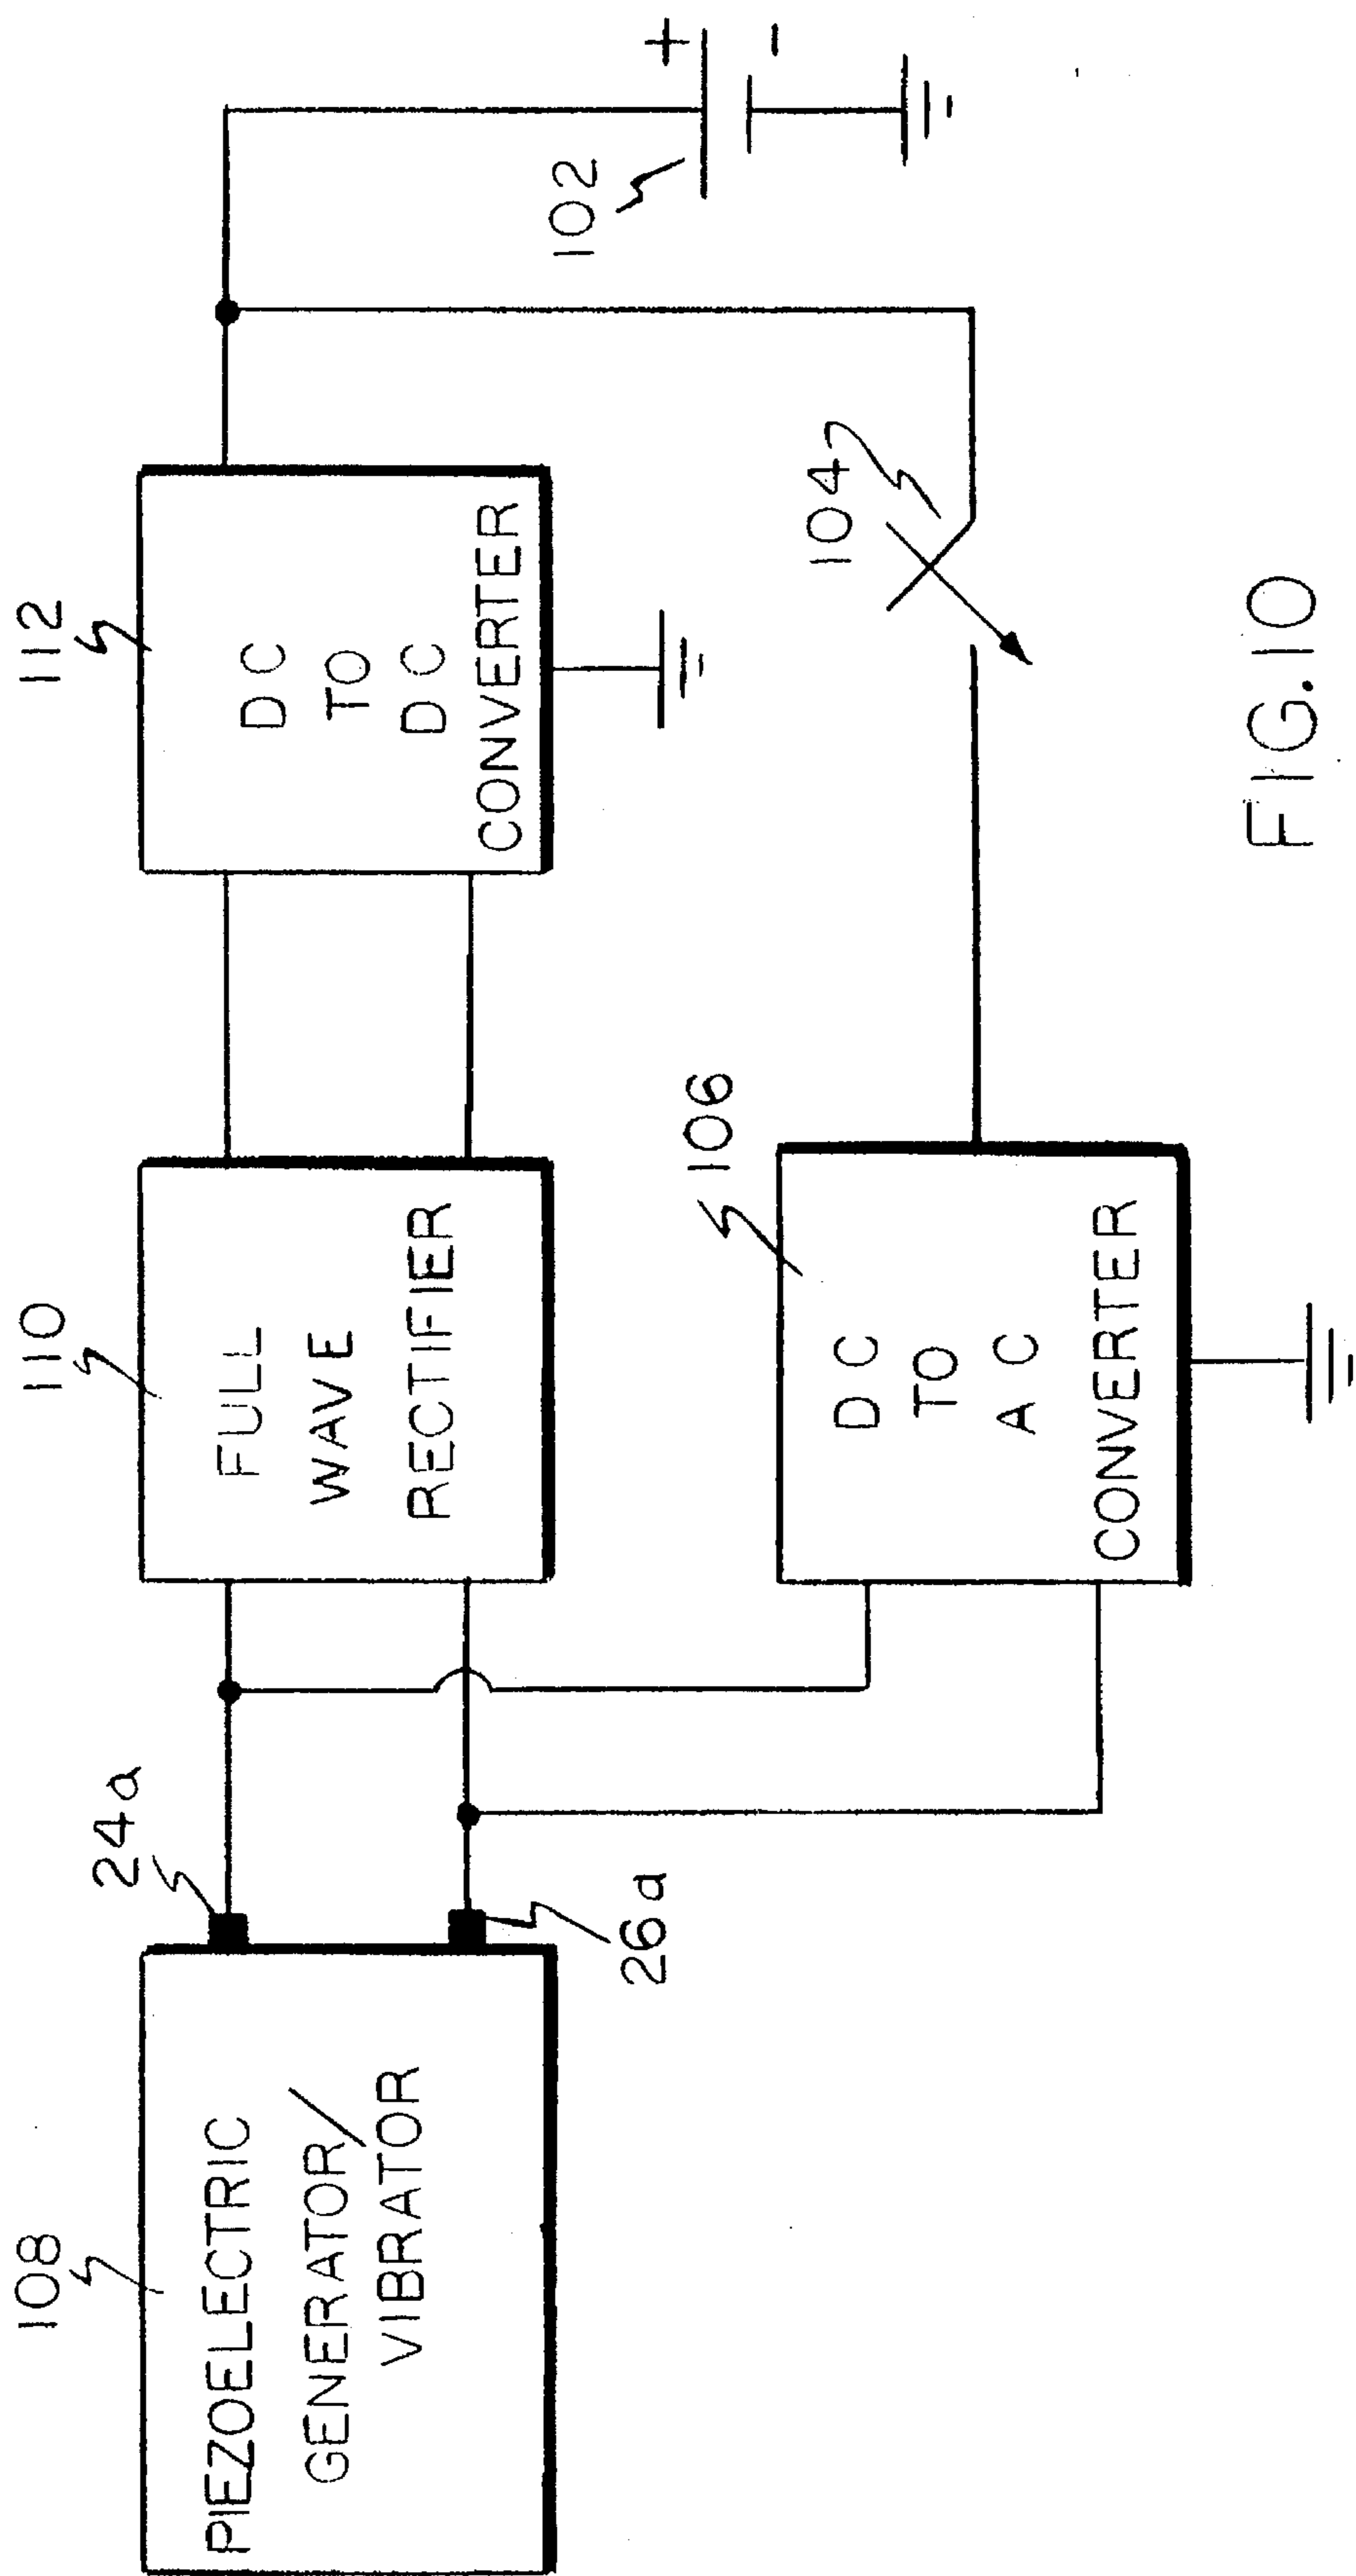 108
PIEZOELECTRIC
GENERATOR/
VIBRATOR
24a
26a
110
FULL
WAVE
RECTIFIER
112
DC
TO
DC
CONVERTER
106
DC
TO
AC
CONVERTER
104
102
+
-
FIG.10